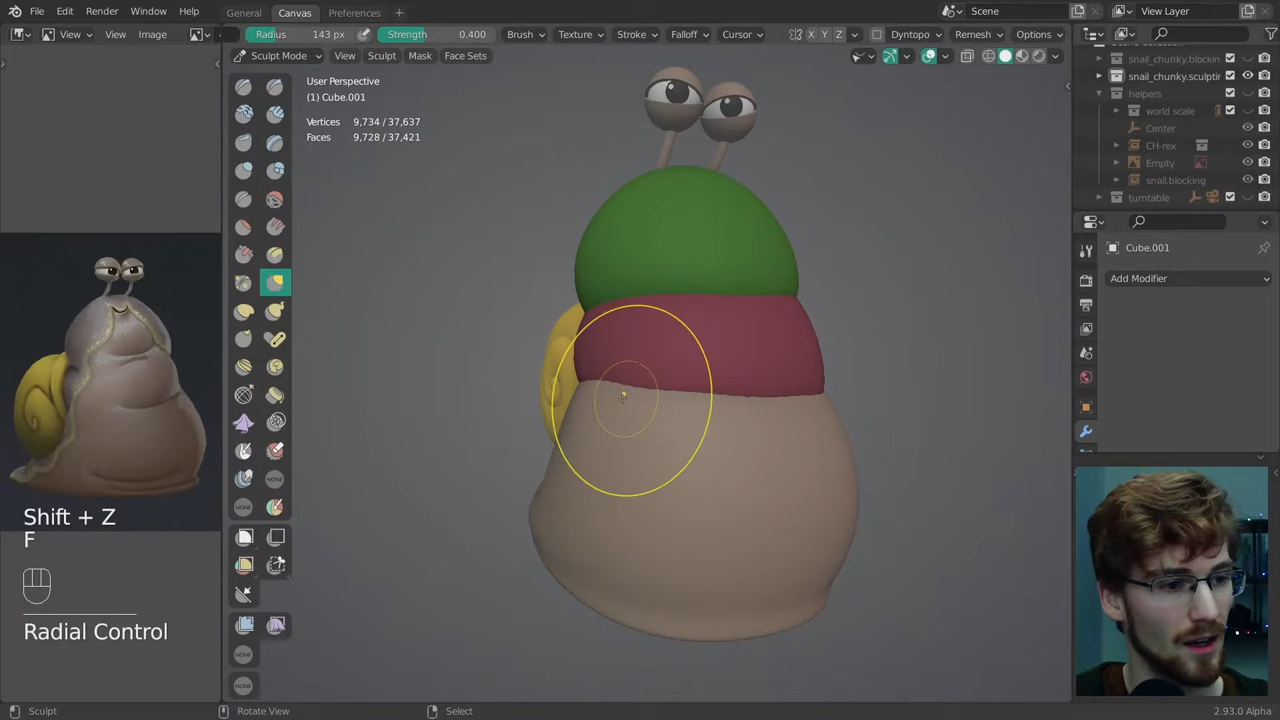 File Edit Render Window Help General Canvas Preferences + Scene View Layer
View View Image Radius 143 px Strength 0.400 Brush Texture Stroke Falloff Cursor X Y Z Dyntopo Remesh Options
Sculpt Mode View Sculpt Mask Face Sets
snail_chunky.blockin
snail_chunky.sculptin
helpers
world scale
Center
CH-rex
Empty
snail.blocking
turntable
User Perspective
(1) Cube.001
Vertices 9,734 / 37,637
Faces 9,728 / 37,421
Cube.001
Add Modifier
NONE
NONE
NONE
NONE
Shift + Z
F
Radial Control
Sculpt Rotate View Select 2.93.0 Alpha